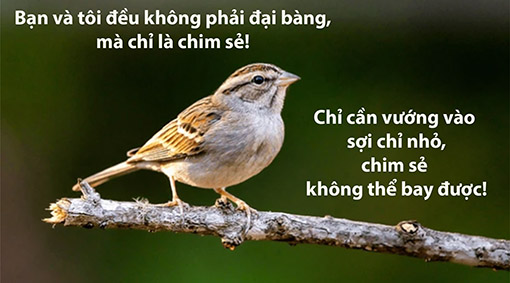 Bạn và tôi đều không phải đại bàng,
mà chỉ là chim sẻ!
Chỉ cần vướng vào
sợi chỉ nhỏ,
chim sẻ
không thể bay được!